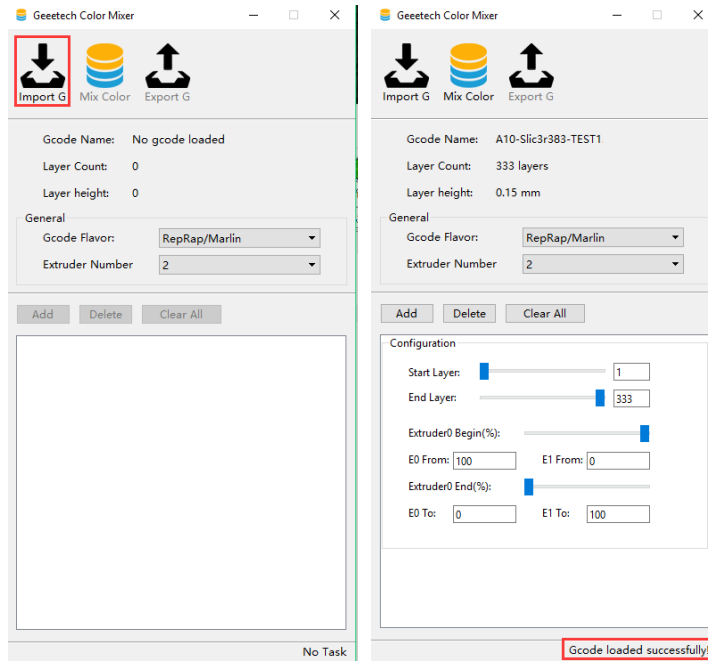 Geeetech Color Mixer
Import G Mix Color Export G
Gcode Name: No gcode loaded
Layer Count: 0
Layer height: 0
General
Gcode Flavor: RepRap/Marlin
Extruder Number 2
Add Delete Clear All
No Task
Geeetech Color Mixer
Import G Mix Color Export G
Gcode Name: A10-Slic3r383-TEST1
Layer Count: 333 layers
Layer height: 0.15 mm
General
Gcode Flavor: RepRap/Marlin
Extruder Number 2
Add Delete Clear All
Configuration
Start Layer: 1
End Layer: 333
Extruder0 Begin(%):
E0 From: 100 E1 From: 0
Extruder0 End(%):
E0 To: 0 E1 To: 100
Gcode loaded successfully!